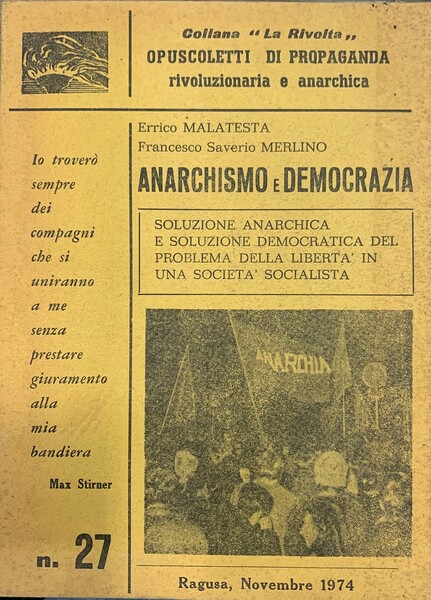 Collana "La Rivolta,,
OPUSCOLETTI DI PROPAGANDA
rivoluzionaria e anarchica
Errico MALATESTA
Francesco Saverio MERLINO
ANARCHISMO E DEMOCRAZIA
SOLUZIONE ANARCHICA
E SOLUZIONE DEMOCRATICA DEL
PROBLEMA DELLA LIBERTA' IN
UNA SOCIETA' SOCIALISTA
Io troverò
sempre
dei
compagni
che si
uniranno
a me
senza
prestare
giuramento
alla
mia
bandiera
Max Stirner
n. 27
ANARCHIA
Ragusa, Novembre 1974